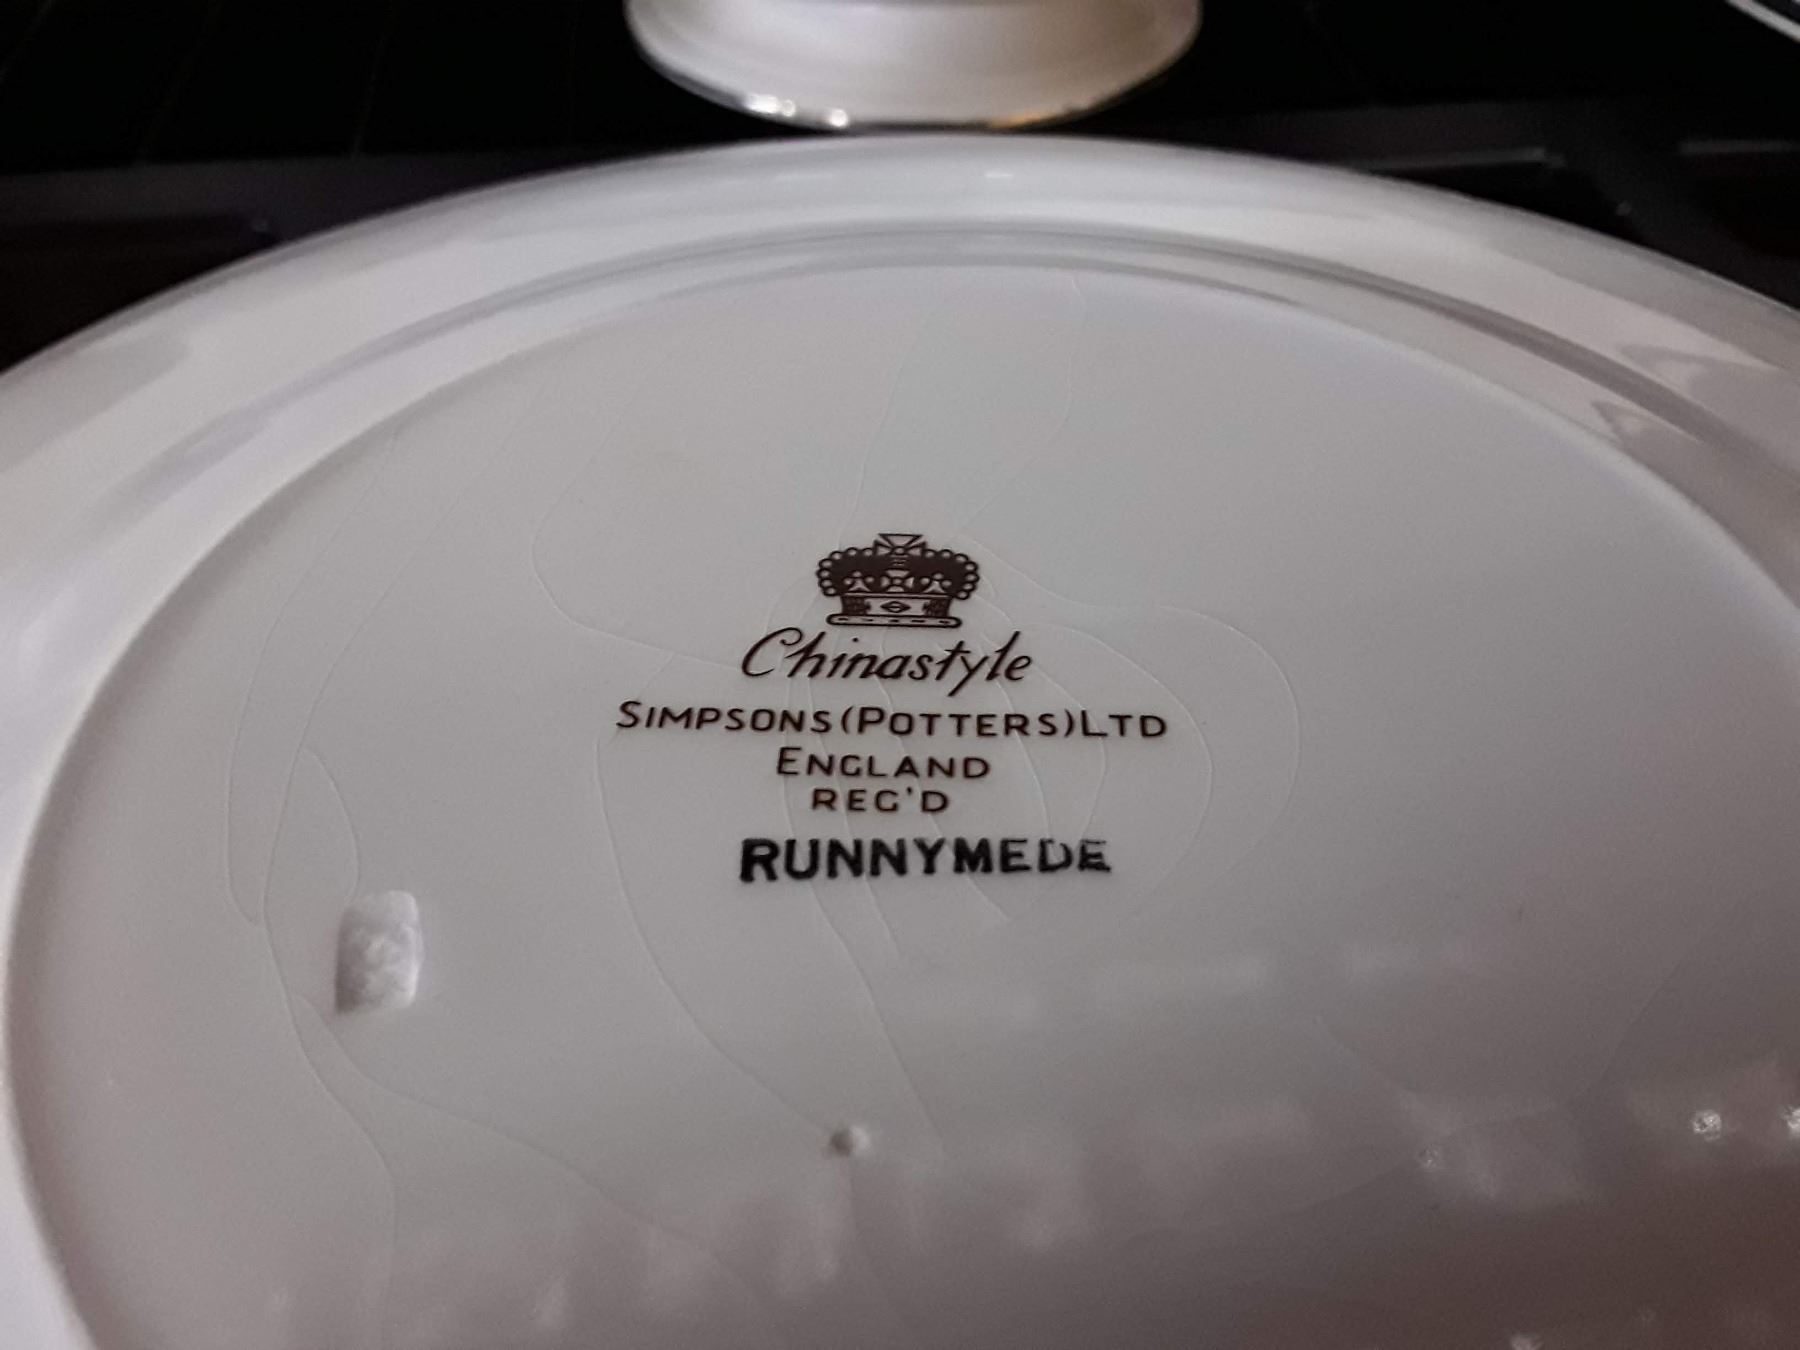 Chinastyle
SIMPSONS (POTTERS) LTD
ENGLAND
REG'D
RUNNYMEDE